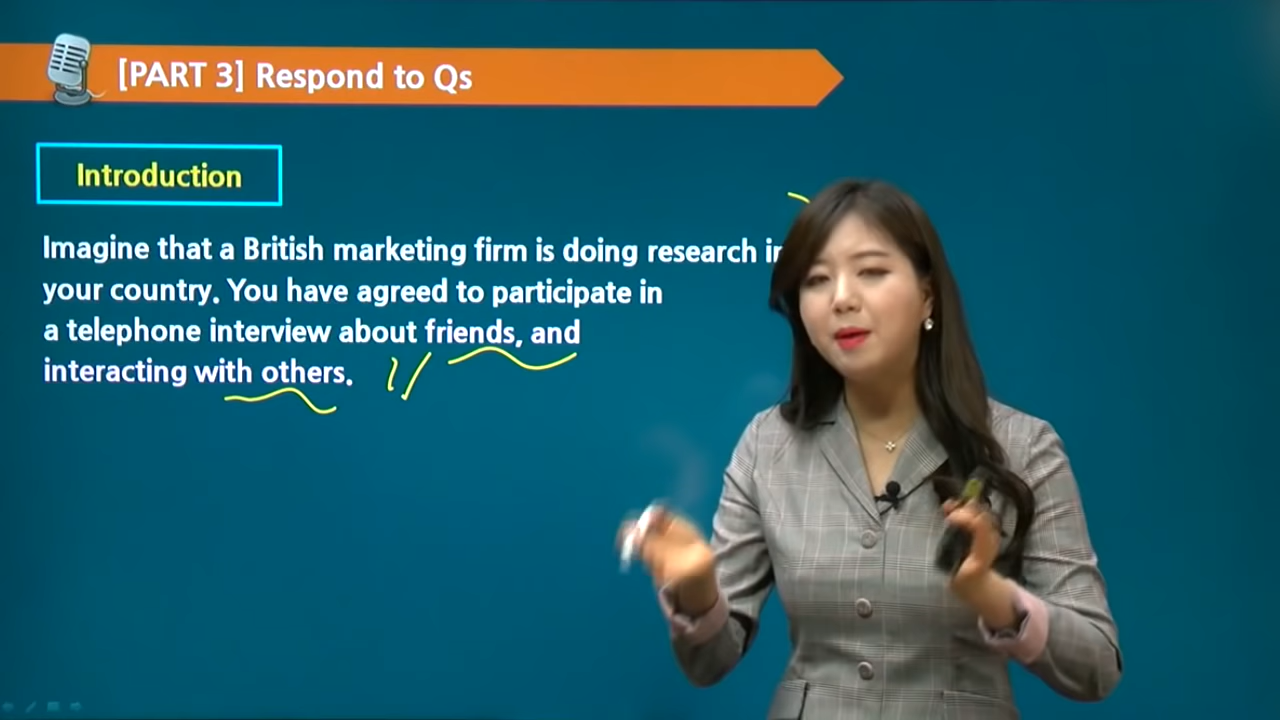 [PART 3] Respond to Qs
Introduction
Imagine that a British marketing firm is doing research in
your country. You have agreed to participate in
a telephone interview about friends, and
interacting with others.